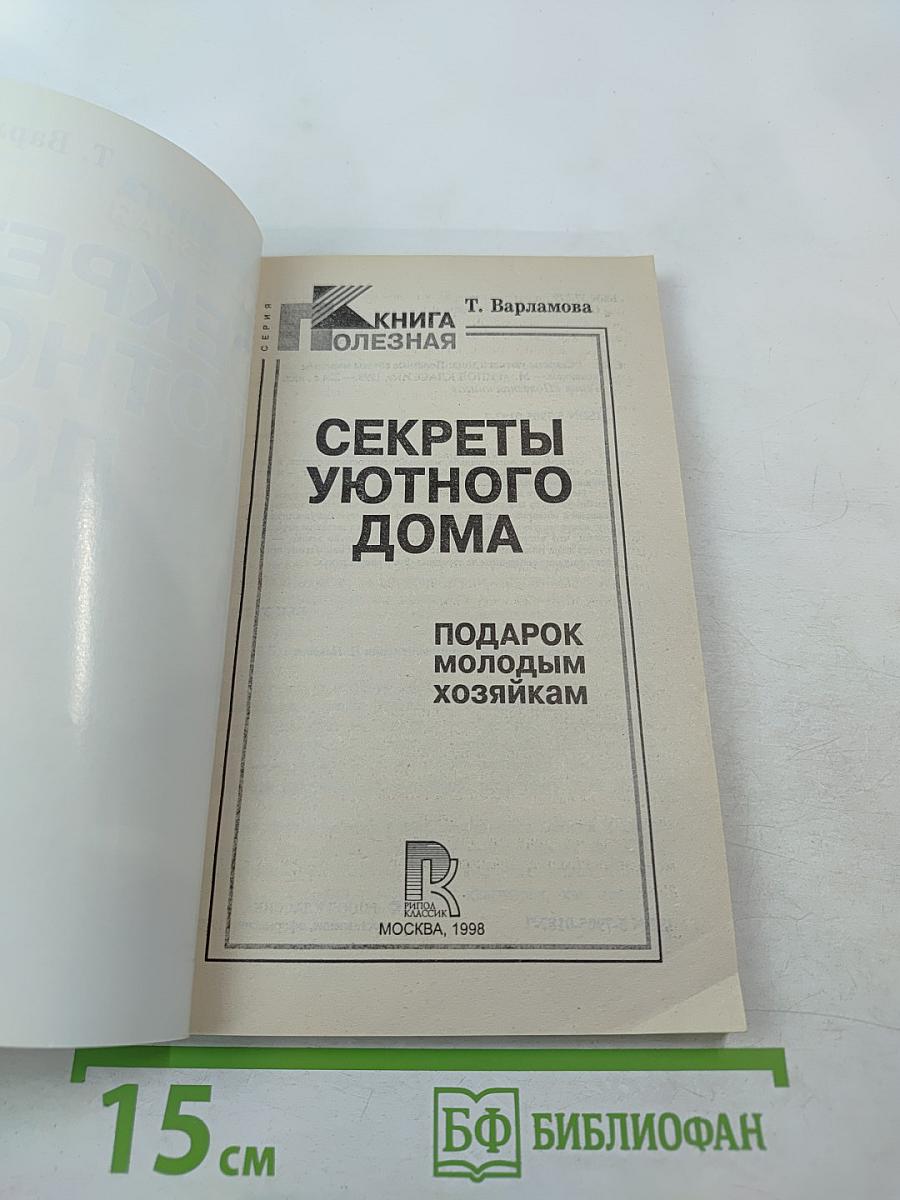 СЕРИЯ
КНИГА
ПОЛЕЗНАЯ
Т. Варламова
СЕКРЕТЫ
УЮТНОГО
ДОМА
ПОДАРОК
МОЛОДЫМ
ХОЗЯЙКАМ
РИПОЛ
КЛАССИК
МОСКВА, 1998
15 см
БФ БИБЛИОФАН